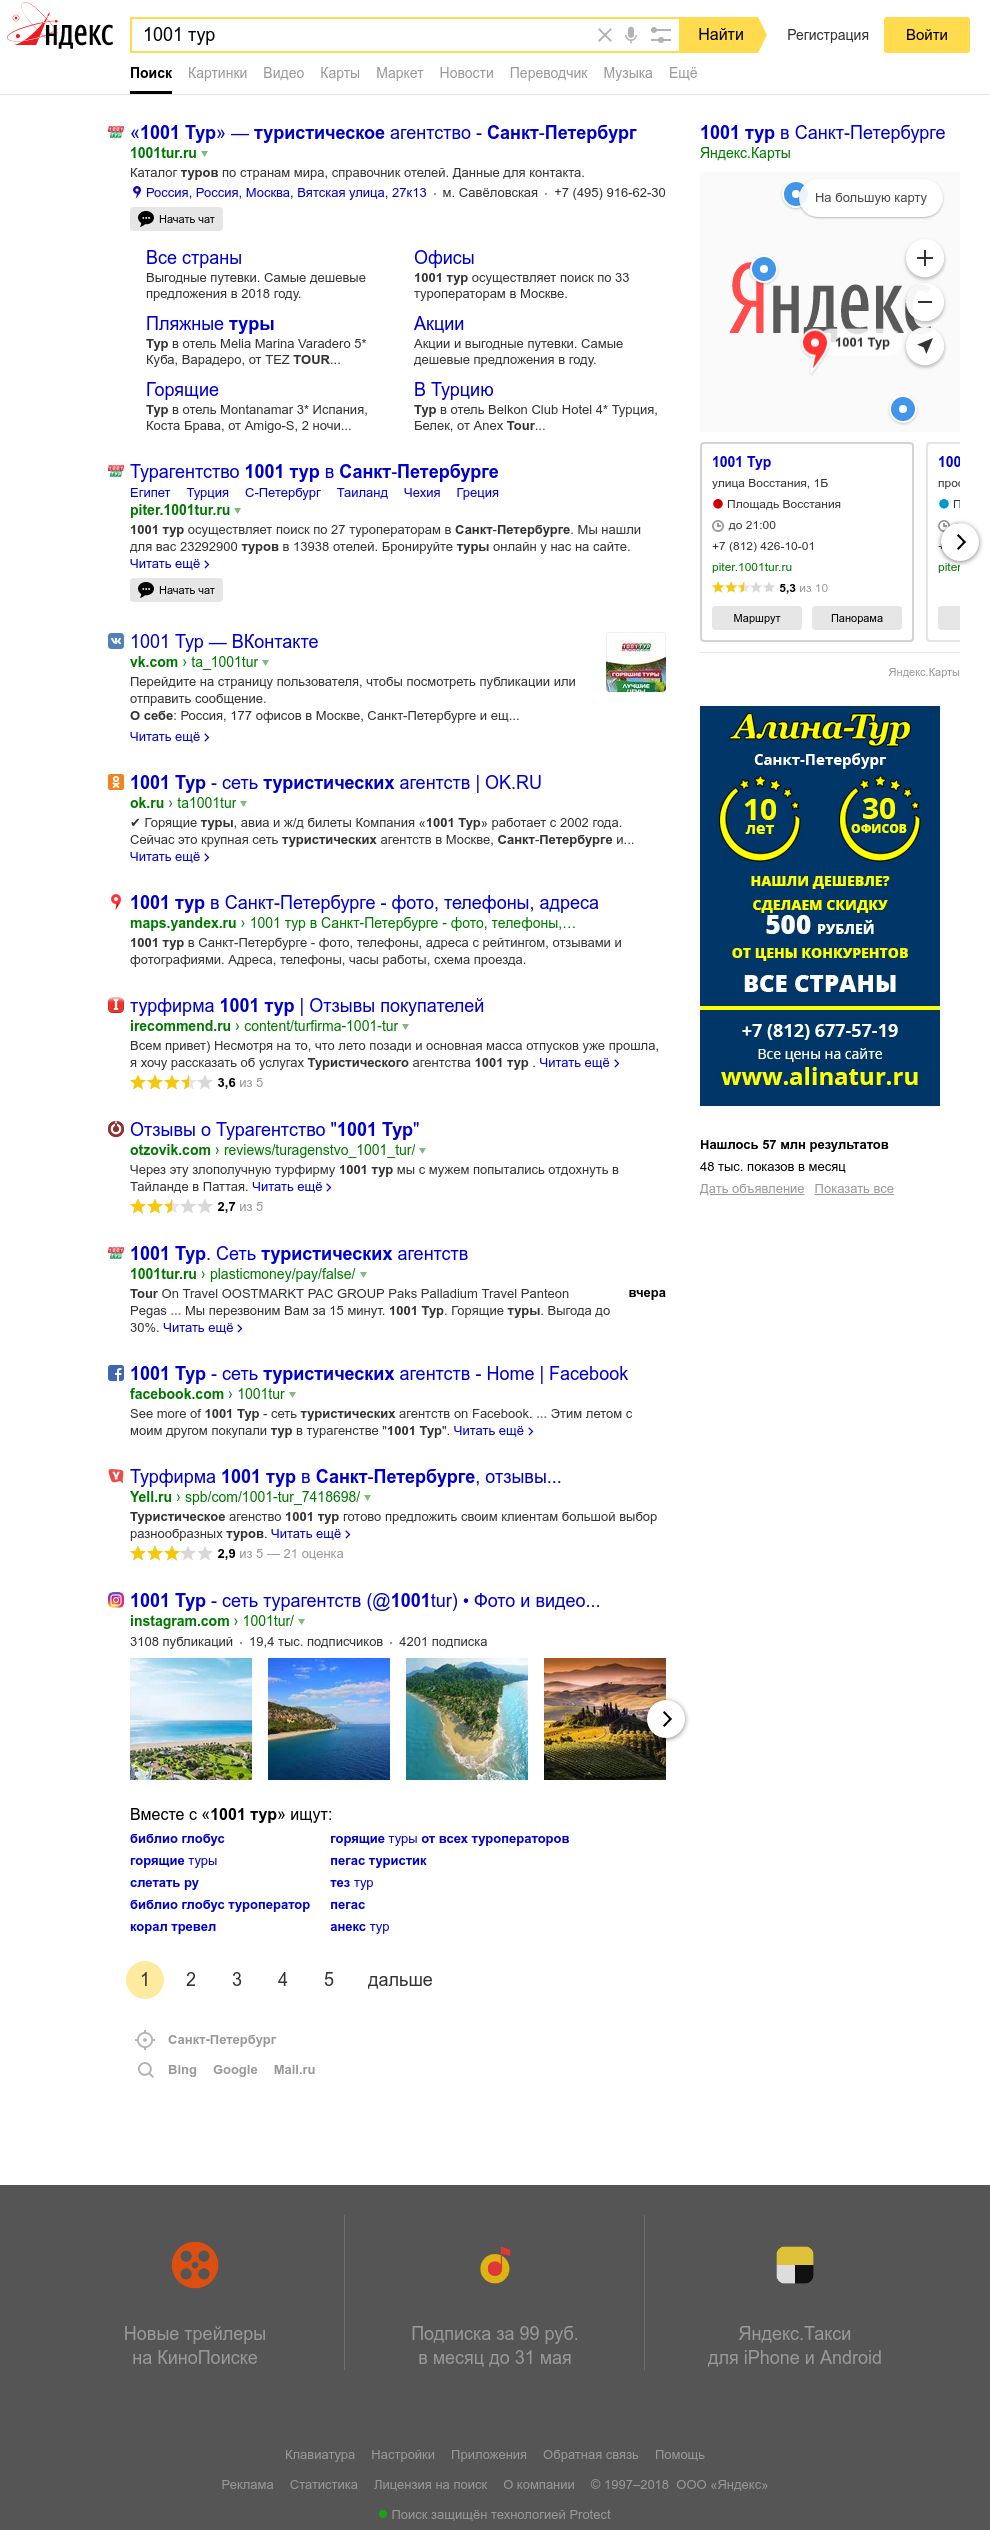 Яндекс
1001 тур
Найти
Регистрация
Войти
Поиск Картинки Видео Карты Маркет Новости Переводчик Музыка Ещё
«1001 Тур» — туристическое агентство - Санкт-Петербург
1001tur.ru
Каталог туров по странам мира, справочник отелей. Данные для контакта.
Россия, Россия, Москва, Вятская улица, 27к13 · м. Савёловская · +7 (495) 916-62-30
Начать чат
Все страны
Выгодные путевки. Самые дешевые
предложения в 2018 году.
Офисы
1001 тур осуществляет поиск по 33
туроператорам в Москве.
Пляжные туры
Тур в отель Melia Marina Varadero 5*
Куба, Варадеро, от TEZ TOUR...
Акции
Акции и выгодные путевки. Самые
дешевые предложения в году.
Горящие
Тур в отель Montanamar 3* Испания,
Коста Брава, от Amigo-S, 2 ночи...
В Турцию
Тур в отель Belkon Club Hotel 4* Турция,
Белек, от Anex Tour...
Турагентство 1001 тур в Санкт-Петербурге
Египет Турция С-Петербург Таиланд Чехия Греция
piter.1001tur.ru
1001 тур осуществляет поиск по 27 туроператорам в Санкт-Петербурге. Мы нашли
для вас 23292900 туров в 13938 отелей. Бронируйте туры онлайн у нас на сайте.
Читать ещё >
Начать чат
1001 Тур — ВКонтакте
vk.com › ta_1001tur
Перейдите на страницу пользователя, чтобы посмотреть публикации или
отправить сообщение.
О себе: Россия, 177 офисов в Москве, Санкт-Петербурге и ещ...
Читать ещё >
1001ТУР
ГОРЯЩИЕ ТУРЫ
ЛУЧШИЕ
ЦЕНЫ
1001 Тур - сеть туристических агентств | OK.RU
ok.ru › ta1001tur
✔ Горящие туры, авиа и ж/д билеты Компания «1001 Тур» работает с 2002 года.
Сейчас это крупная сеть туристических агентств в Москве, Санкт-Петербурге и...
Читать ещё >
1001 тур в Санкт-Петербурге - фото, телефоны, адреса
maps.yandex.ru › 1001 тур в Санкт-Петербурге - фото, телефоны,…
1001 тур в Санкт-Петербурге - фото, телефоны, адреса с рейтингом, отзывами и
фотографиями. Адреса, телефоны, часы работы, схема проезда.
турфирма 1001 тур | Отзывы покупателей
irecommend.ru › content/turfirma-1001-tur
Всем привет) Несмотря на то, что лето позади и основная масса отпусков уже прошла,
я хочу рассказать об услугах Туристического агентства 1001 тур . Читать ещё >
3,6 из 5
Отзывы о Турагентство "1001 Тур"
otzovik.com › reviews/turagenstvo_1001_tur/
Через эту злополучную турфирму 1001 тур мы с мужем попытались отдохнуть в
Тайланде в Паттая. Читать ещё >
2,7 из 5
1001 Тур. Сеть туристических агентств
1001tur.ru › plasticmoney/pay/false/
Tour On Travel OOSTMARKT PAC GROUP Paks Palladium Travel Panteon
Pegas ... Мы перезвоним Вам за 15 минут. 1001 Тур. Горящие туры. Выгода до
30%. Читать ещё >
вчера
1001 Тур - сеть туристических агентств - Home | Facebook
facebook.com › 1001tur
See more of 1001 Тур - сеть туристических агентств on Facebook. ... Этим летом с
моим другом покупали тур в турагенстве "1001 Тур". Читать ещё >
Турфирма 1001 тур в Санкт-Петербурге, отзывы...
Yell.ru › spb/com/1001-tur_7418698/
Туристическое агенство 1001 тур готово предложить своим клиентам большой выбор
разнообразных туров. Читать ещё >
2,9 из 5 — 21 оценка
1001 Тур - сеть турагентств (@1001tur) • Фото и видео...
instagram.com › 1001tur/
3108 публикаций · 19,4 тыс. подписчиков · 4201 подписка
Вместе с «1001 тур» ищут:
библио глобус
горящие туры
слетать ру
библио глобус туроператор
корал тревел
горящие туры от всех туроператоров
пегас туристик
тез тур
пегас
анекс тур
1 2 3 4 5 дальше
Санкт-Петербург
Bing Google Mail.ru
1001 тур в Санкт-Петербурге
Яндекс.Карты
На большую карту
Яндекс
1001 Тур
1001 Тур
улица Восстания, 1Б
Площадь Восстания
до 21:00
+7 (812) 426-10-01
piter.1001tur.ru
5,3 из 10
Маршрут
Панорама
Яндекс.Карты
Алина-Тур
Санкт-Петербург
10
лет
30
ОФИСОВ
НАШЛИ ДЕШЕВЛЕ?
СДЕЛАЕМ СКИДКУ
500 РУБЛЕЙ
ОТ ЦЕНЫ КОНКУРЕНТОВ
ВСЕ СТРАНЫ
+7 (812) 677-57-19
Все цены на сайте
www.alinatur.ru
Нашлось 57 млн результатов
48 тыс. показов в месяц
Дать объявление Показать все
Новые трейлеры
на КиноПоиске
Подписка за 99 руб.
в месяц до 31 мая
Яндекс.Такси
для iPhone и Android
Клавиатура Настройки Приложения Обратная связь Помощь
Реклама Статистика Лицензия на поиск О компании © 1997–2018 ООО «Яндекс»
Поиск защищён технологией Protect